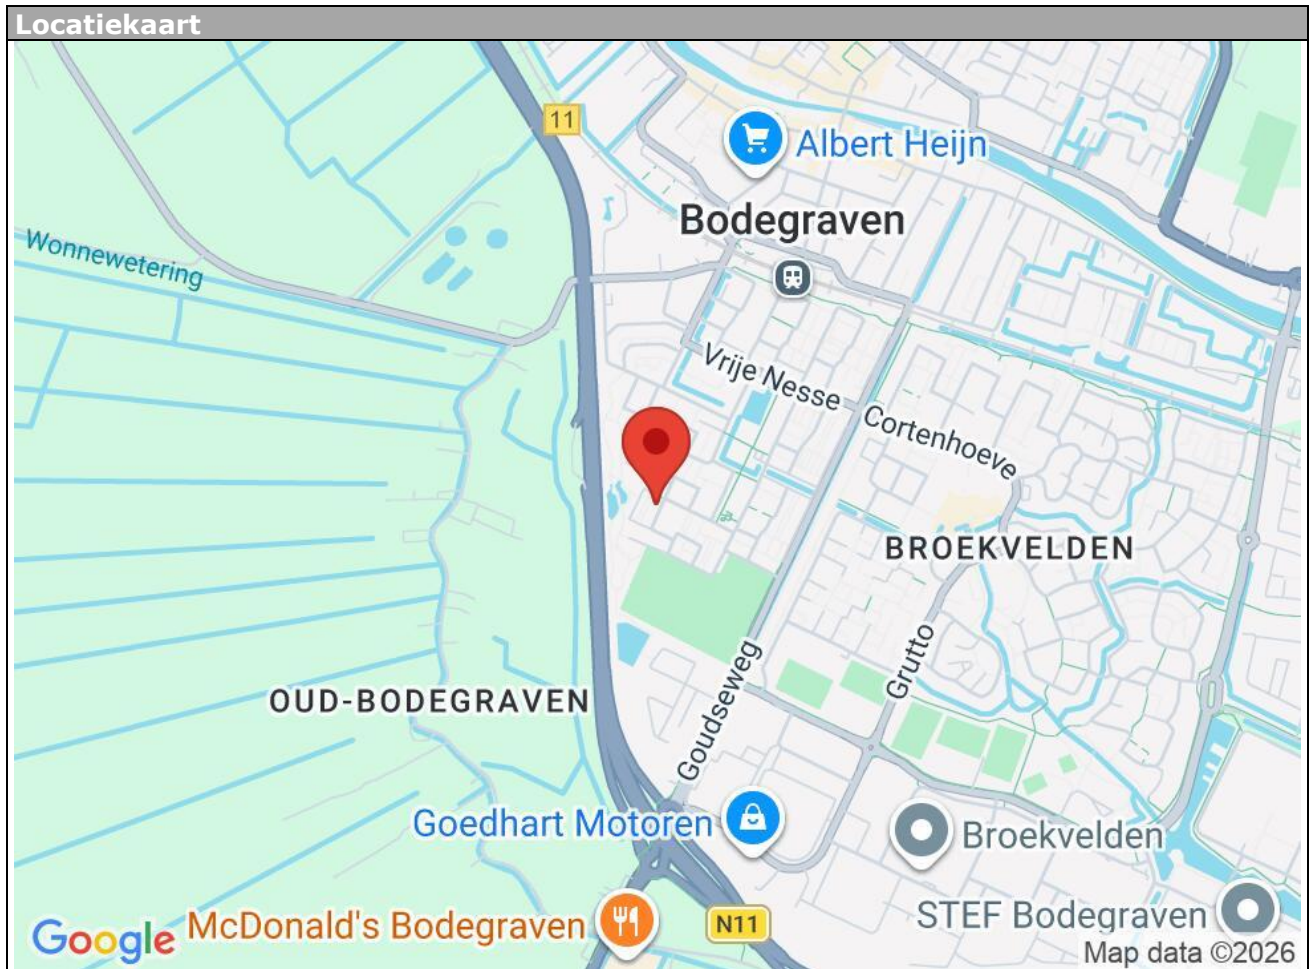 Locatiekaart
11
Albert Heijn
Bodegraven
Wonnewetering
Vrije Nesse
Cortenhoeve
BROEKVELDEN
Grutto
OUD-BODEGRAVEN
Goudseweg
Goedhart Motoren
Broekvelden
McDonald's Bodegraven
N11
STEF Bodegraven
Google
Map data ©2026